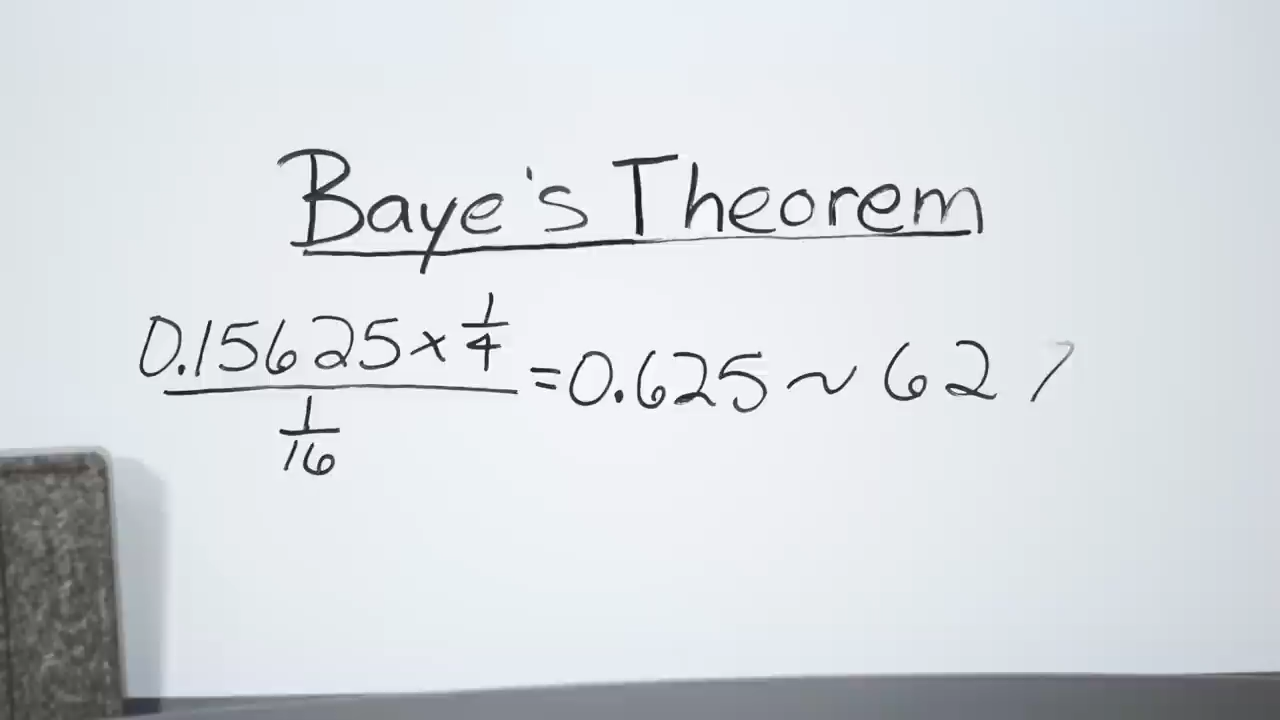 Baye's Theorem
0.15625 × 1/4
1/16
= 0.625 ~ 62